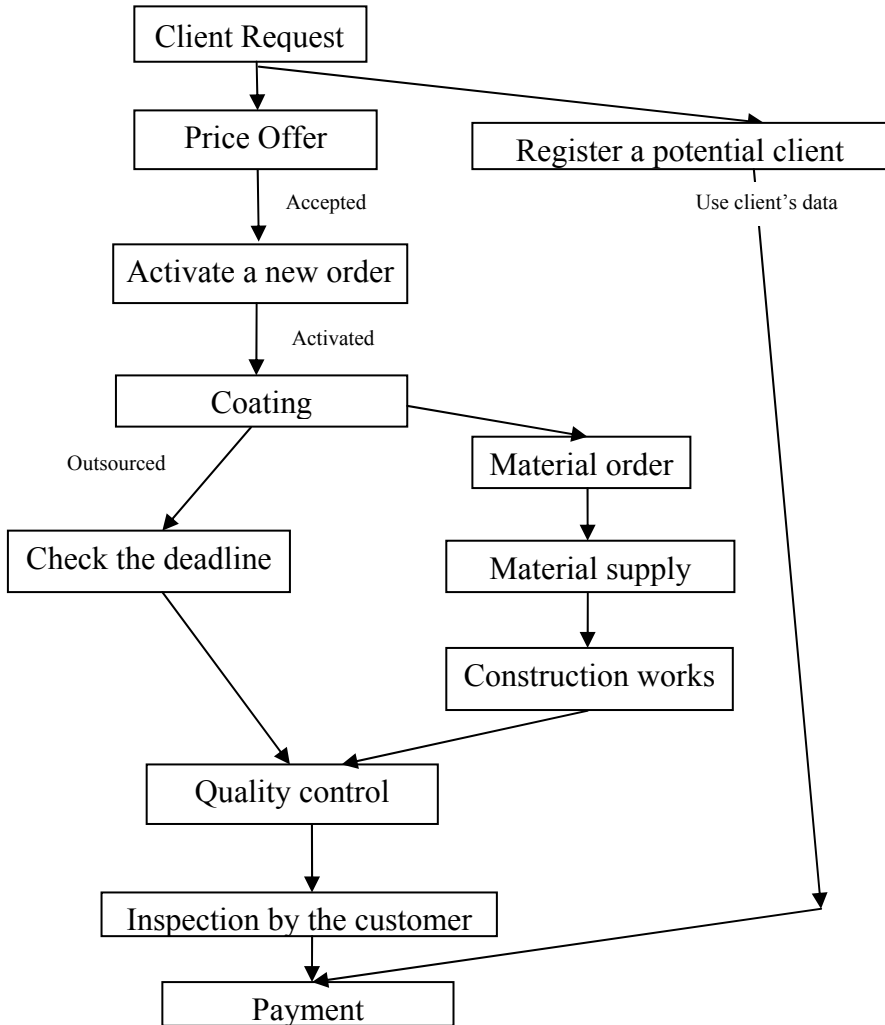 Client Request
Price Offer
Register a potential client
Accepted
Use client's data
Activate a new order
Activated
Coating
Outsourced
Material order
Check the deadline
Material supply
Construction works
Quality control
Inspection by the customer
Payment